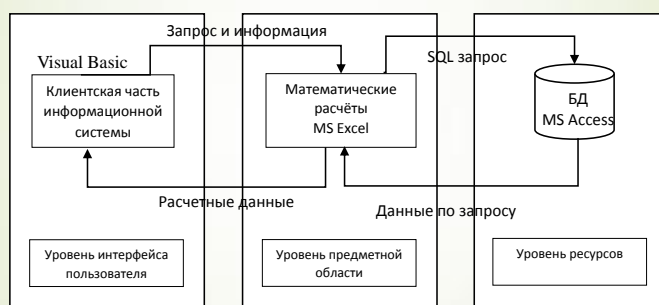 Запрос и информация
Visual Basic
SQL запрос
Клиентская часть
информационной
системы
Математические
расчёты
MS Excel
БД
MS Access
Расчетные данные
Данные по запросу
Уровень интерфейса
пользователя
Уровень предметной
области
Уровень ресурсов